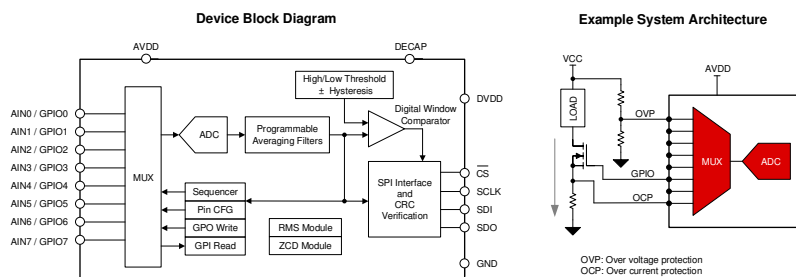 Device Block Diagram
Example System Architecture
AVDD
DECAP
High/Low Threshold
± Hysteresis
DVDD
Digital Window
Comparator
AIN0 / GPIO0
AIN1 / GPIO1
AIN2 / GPIO2
AIN3 / GPIO3
AIN4 / GPIO4
AIN5 / GPIO5
AIN6 / GPIO6
AIN7 / GPIO7
MUX
ADC
Programmable
Averaging Filters
Sequencer
Pin CFG
GPO Write
GPI Read
RMS Module
ZCD Module
SPI Interface
and
CRC
Verification
CS
SCLK
SDI
SDO
GND
VCC
LOAD
OVP
GPIO
OCP
AVDD
MUX
ADC
OVP: Over voltage protection
OCP: Over current protection